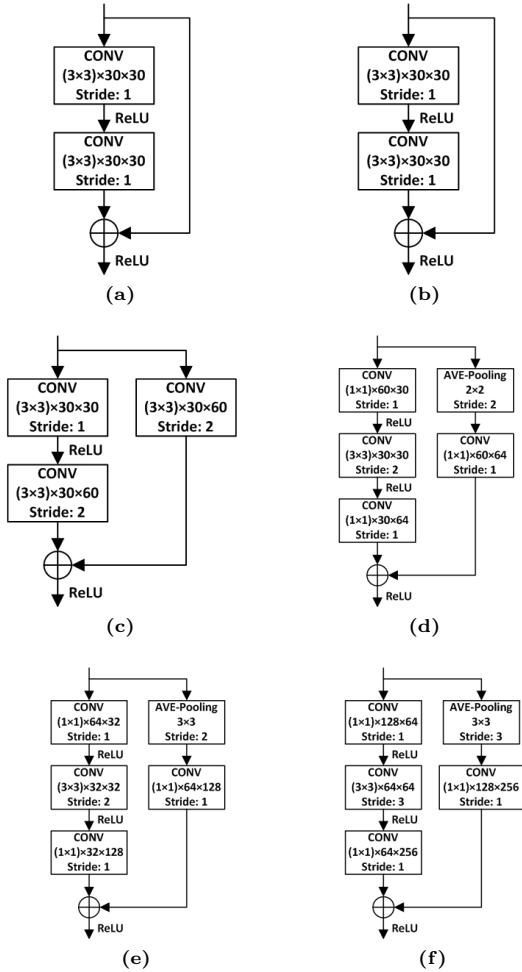 CONV
(3×3)×30×30
Stride: 1
ReLU
CONV
(3×3)×30×30
Stride: 1
ReLU
(a)
CONV
(3×3)×30×30
Stride: 1
ReLU
CONV
(3×3)×30×30
Stride: 1
ReLU
(b)
CONV
(3×3)×30×30
Stride: 1
ReLU
CONV
(3×3)×30×60
Stride: 2
CONV
(3×3)×30×60
Stride: 2
ReLU
(c)
CONV
(1×1)×60×30
Stride: 1
ReLU
CONV
(3×3)×30×30
Stride: 2
ReLU
CONV
(1×1)×30×64
Stride: 1
AVE-Pooling
2×2
Stride: 2
CONV
(1×1)×60×64
Stride: 1
ReLU
(d)
CONV
(1×1)×64×32
Stride: 1
ReLU
CONV
(3×3)×32×32
Stride: 2
ReLU
CONV
(1×1)×32×128
Stride: 1
AVE-Pooling
3×3
Stride: 2
CONV
(1×1)×64×128
Stride: 1
ReLU
(e)
CONV
(1×1)×128×64
Stride: 1
ReLU
CONV
(3×3)×64×64
Stride: 3
ReLU
CONV
(1×1)×64×256
Stride: 1
AVE-Pooling
3×3
Stride: 3
CONV
(1×1)×128×256
Stride: 1
ReLU
(f)